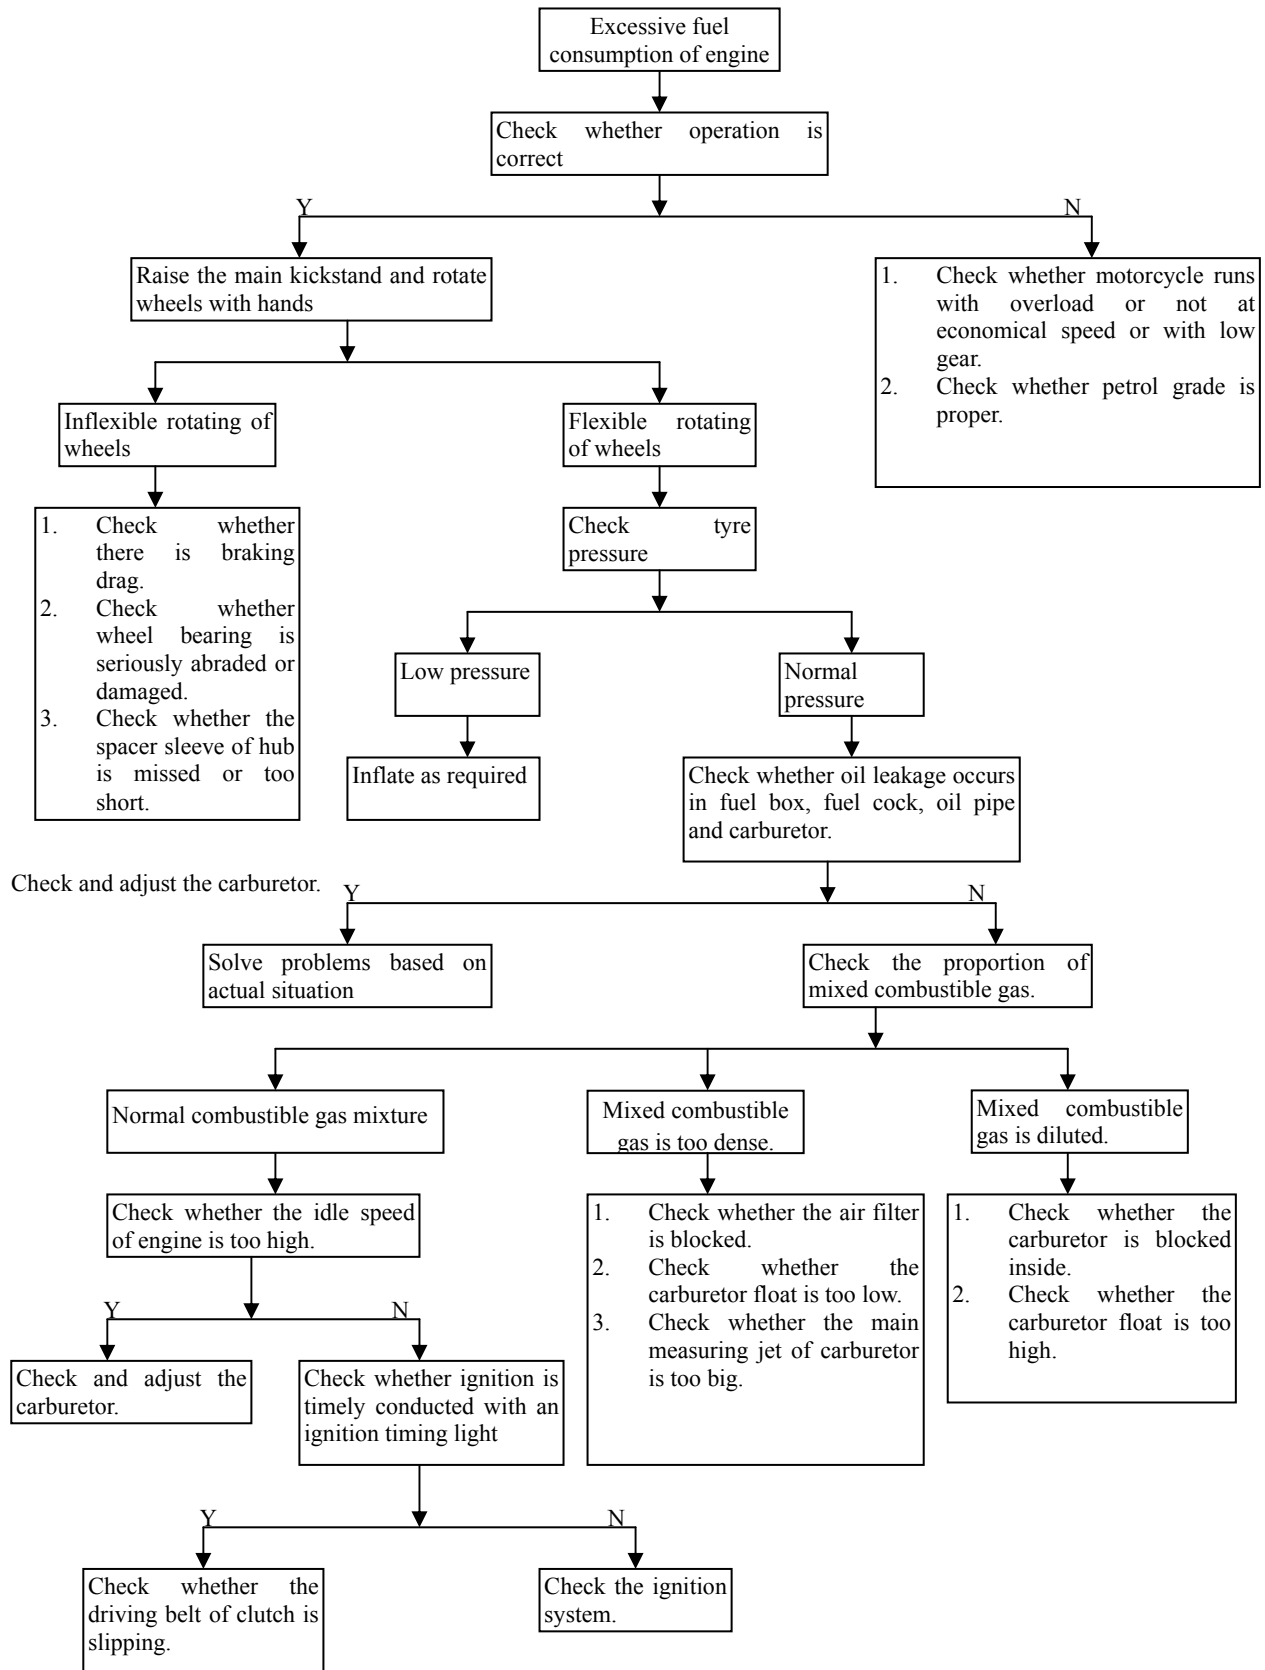 Excessive fuel
consumption of engine
Check whether operation is
correct
Y
N
Raise the main kickstand and rotate
wheels with hands
1. Check whether motorcycle runs
with overload or not at
economical speed or with low
gear.
2. Check whether petrol grade is
proper.
Inflexible rotating of
wheels
Flexible rotating
of wheels
1. Check whether
there is braking
drag.
2. Check whether
wheel bearing is
seriously abraded or
damaged.
3. Check whether the
spacer sleeve of hub
is missed or too
short.
Check tyre
pressure
Low pressure
Normal
pressure
Inflate as required
Check whether oil leakage occurs
in fuel box, fuel cock, oil pipe
and carburetor.
Check and adjust the carburetor.
Y
N
Solve problems based on
actual situation
Check the proportion of
mixed combustible gas.
Normal combustible gas mixture
Mixed combustible
gas is too dense.
Mixed combustible
gas is diluted.
Check whether the idle speed
of engine is too high.
1. Check whether the air filter
is blocked.
2. Check whether the
carburetor float is too low.
3. Check whether the main
measuring jet of carburetor
is too big.
1. Check whether the
carburetor is blocked
inside.
2. Check whether the
carburetor float is too
high.
Y
N
Check and adjust the
carburetor.
Check whether ignition is
timely conducted with an
ignition timing light
Y
N
Check whether the
driving belt of clutch is
slipping.
Check the ignition
system.